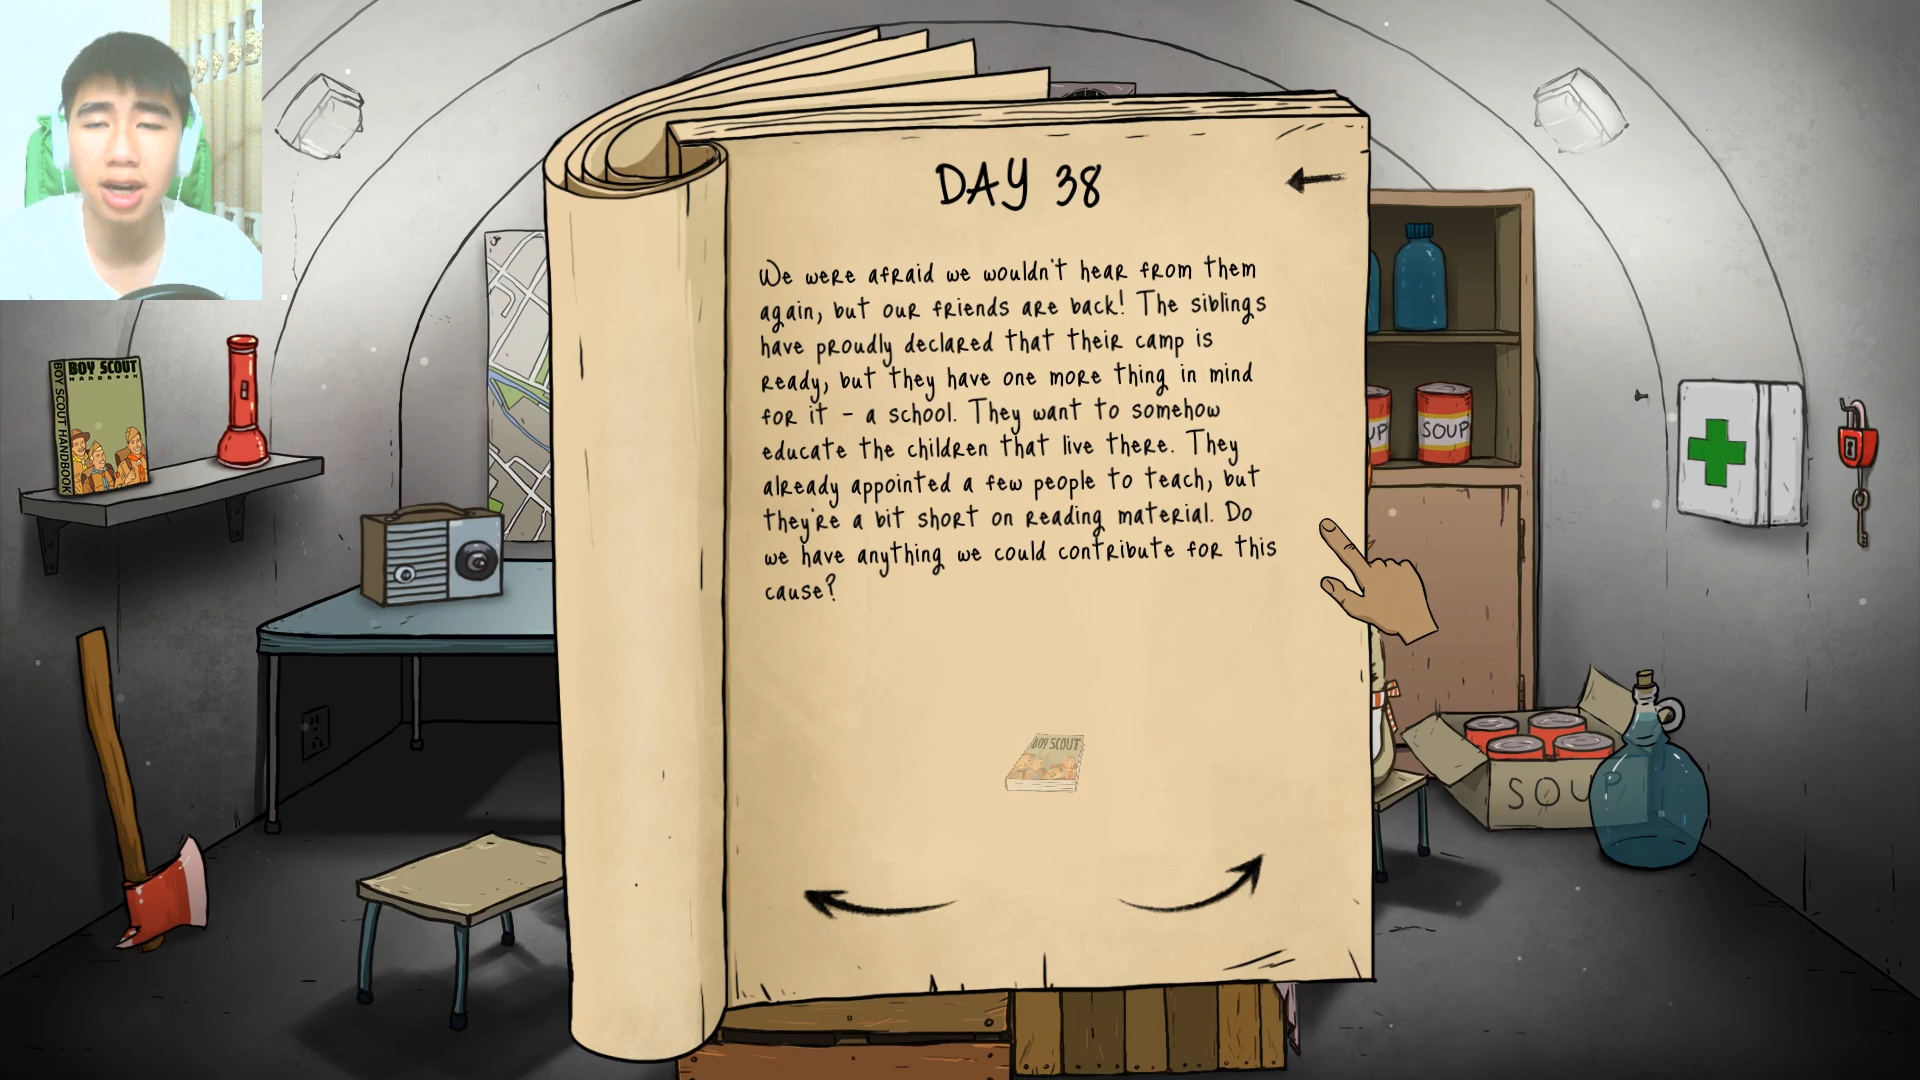 DAY 38
We were afraid we wouldn't hear from them
again, but our friends are back! The siblings
have proudly declared that their camp is
ready, but they have one more thing in mind
for it - a school. They want to somehow
educate the children that live there. They
already appointed a few people to teach, but
they're a bit short on reading material. Do
we have anything we could contribute for this
cause?
BOY SCOUT
BOY SCOUT
HANDBOOK
BOY SCOUT HANDBOOK
UP
SOUP
SOU